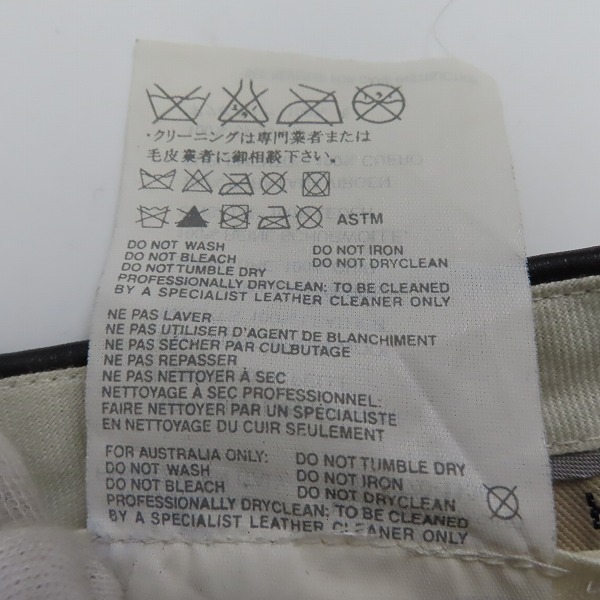 ・クリーニングは専門業者または
毛皮業者に御相談下さい。
ASTM
DO NOT WASH DO NOT IRON
DO NOT BLEACH DO NOT DRYCLEAN
DO NOT TUMBLE DRY
PROFESSIONALLY DRYCLEAN: TO BE CLEANED
BY A SPECIALIST LEATHER CLEANER ONLY
NE PAS LAVER
NE PAS UTILISER D'AGENT DE BLANCHIMENT
NE PAS SÉCHER PAR CULBUTAGE
NE PAS REPASSER
NE PAS NETTOYER À SEC
NETTOYAGE À SEC PROFESSIONNEL:
FAIRE NETTOYER PAR UN SPÉCIALISTE
EN NETTOYAGE DU CUIR SEULEMENT
FOR AUSTRALIA ONLY: DO NOT TUMBLE DRY
DO NOT WASH DO NOT IRON
DO NOT BLEACH DO NOT DRYCLEAN
PROFESSIONALLY DRYCLEAN: TO BE CLEANED
BY A SPECIALIST LEATHER CLEANER ONLY